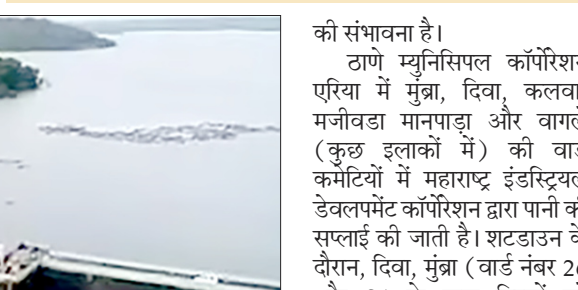 की संभावना है।
ठाणे म्युनिसिपल कॉर्पोरेशन
एरिया में मुंब्रा, दिवा, कलवा,
मजीवडा मानपाड़ा और
(कुछ इलाकों में) की
कमेटियों में महाराष्ट्र इंडस्ट्रियल
डेवलपमेंट कॉर्पोरेशन द्वारा पानी की
सप्लाई की जाती है। शटडाउन के
दौरान, दिवा, मुंब्रा (वार्ड नंबर